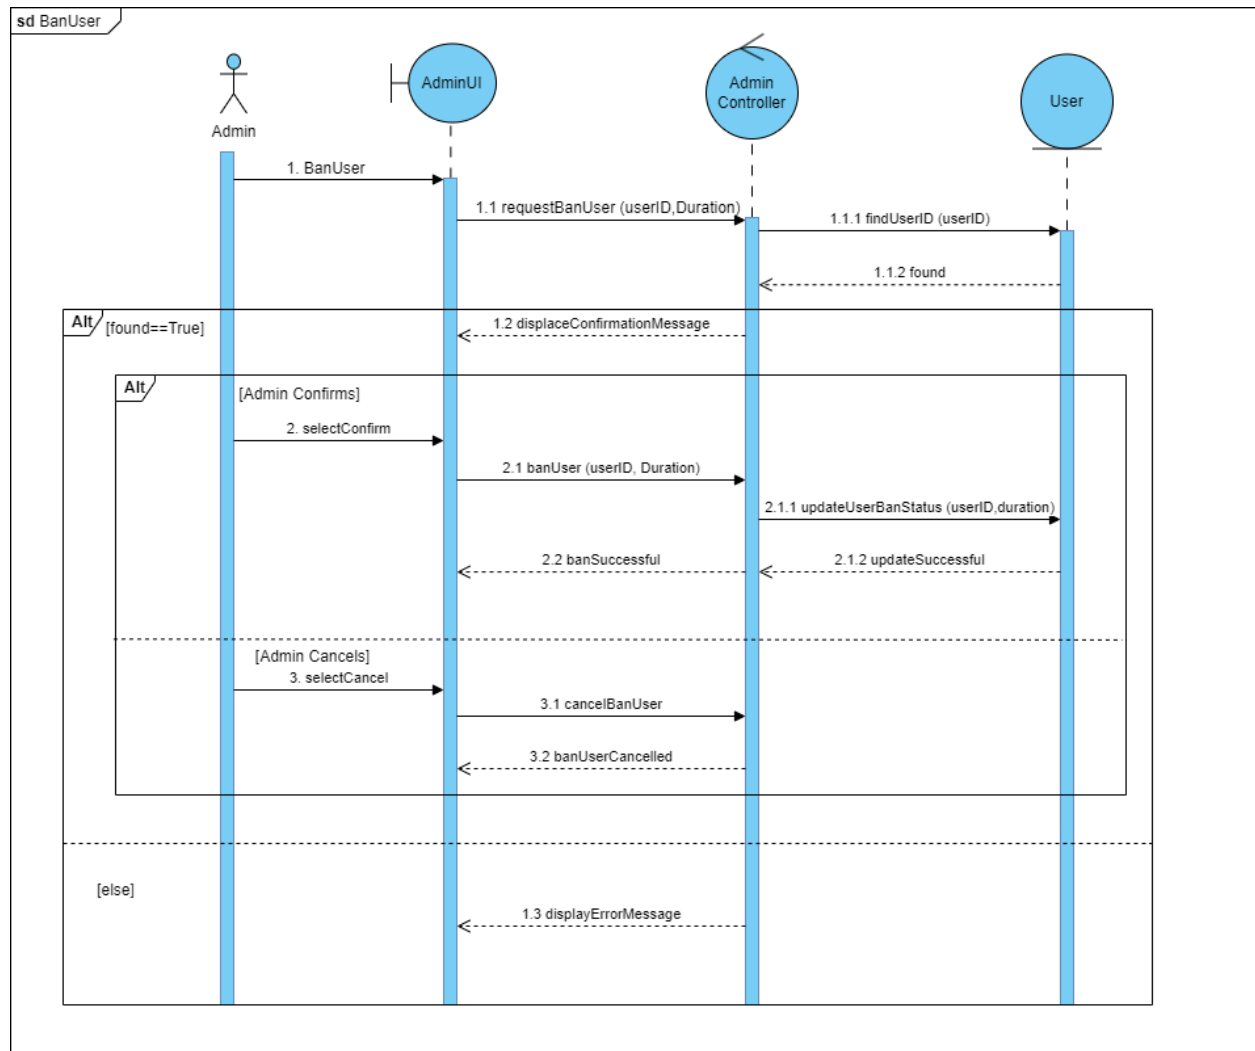 sd BanUser
Admin
AdminUI
Admin
Controller
User
1. BanUser
1.1 requestBanUser (userID,Duration)
1.1.1 findUserID (userID)
1.1.2 found
Alt
[found==True]
1.2 displaceConfirmationMessage
Alt
[Admin Confirms]
2. selectConfirm
2.1 banUser (userID, Duration)
2.1.1 updateUserBanStatus (userID,duration)
2.2 banSuccessful
2.1.2 updateSuccessful
[Admin Cancels]
3. selectCancel
3.1 cancelBanUser
3.2 banUserCancelled
[else]
1.3 displayErrorMessage